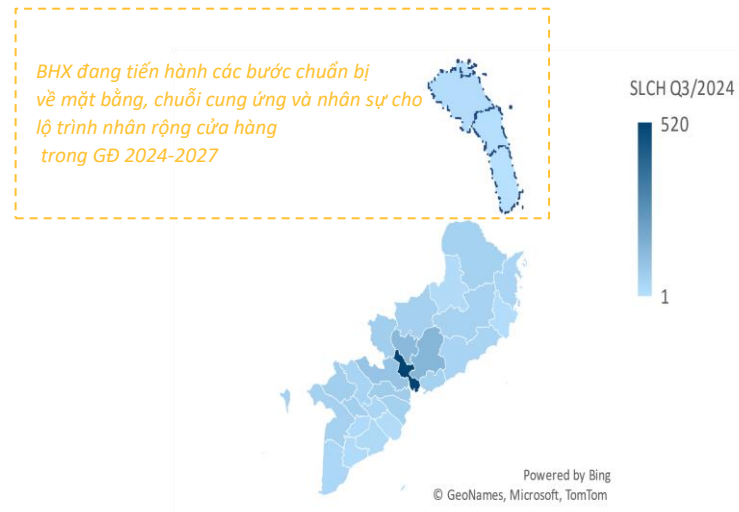 BHX đang tiến hành các bước chuẩn bị
về mặt bằng, chuỗi cung ứng và nhân sự cho
lộ trình nhân rộng cửa hàng
trong GĐ 2024-2027
SLCH Q3/2024
520
1
Powered by Bing
© GeoNames, Microsoft, TomTom